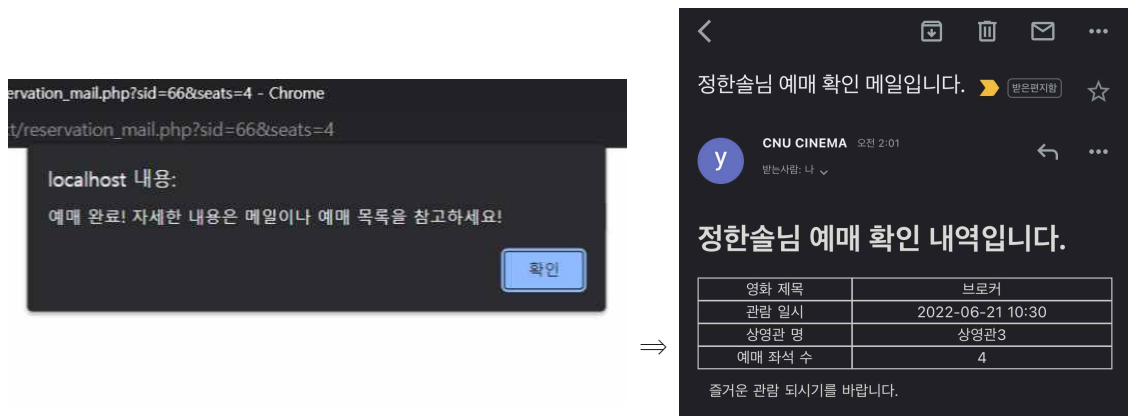 ervation_mail.php?sid=66&seats=4 - Chrome
t/reservation_mail.php?sid=66&seats=4
localhost 내용:
예매 완료! 자세한 내용은 메일이나 예매 목록을 참고하세요!
확인
⇒
정한솔님 예매 확인 메일입니다. 받은편지함
y
CNU CINEMA 오전 2:01
받는사람: 나
정한솔님 예매 확인 내역입니다.
영화 제목 브로커
관람 일시 2022-06-21 10:30
상영관 명 상영관3
예매 좌석 수 4
즐거운 관람 되시기를 바랍니다.